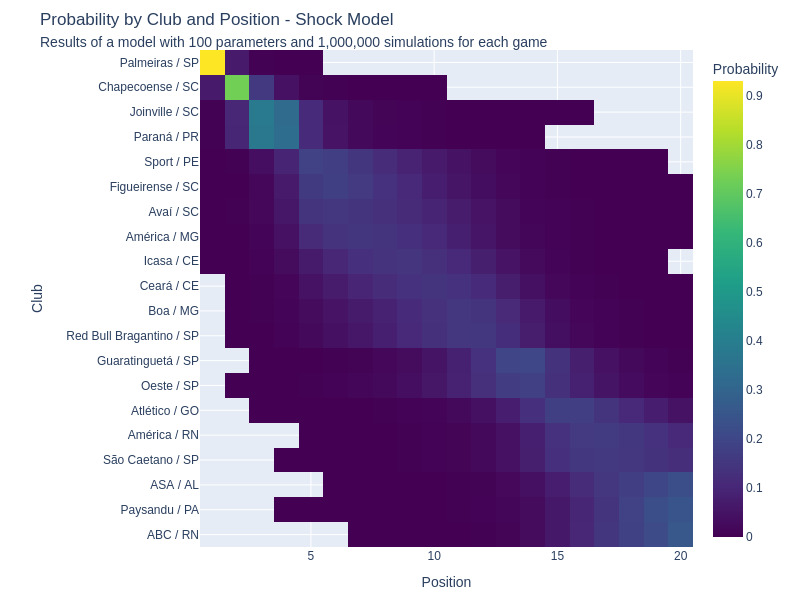 Probability by Club and Position - Shock Model
Results of a model with 100 parameters and 1,000,000 simulations for each game
Probability
Palmeiras / SP
Chapecoense / SC
Joinville / SC
Paraná / PR
Sport / PE
Figueirense / SC
Avaí / SC
América / MG
Icasa / CE
Ceará / CE
Boa / MG
Red Bull Bragantino / SP
Guaratinguetá / SP
Oeste / SP
Atlético / GO
América / RN
São Caetano / SP
ASA / AL
Paysandu / PA
ABC / RN
Club
5 10 15 20
Position
0.9
0.8
0.7
0.6
0.5
0.4
0.3
0.2
0.1
0